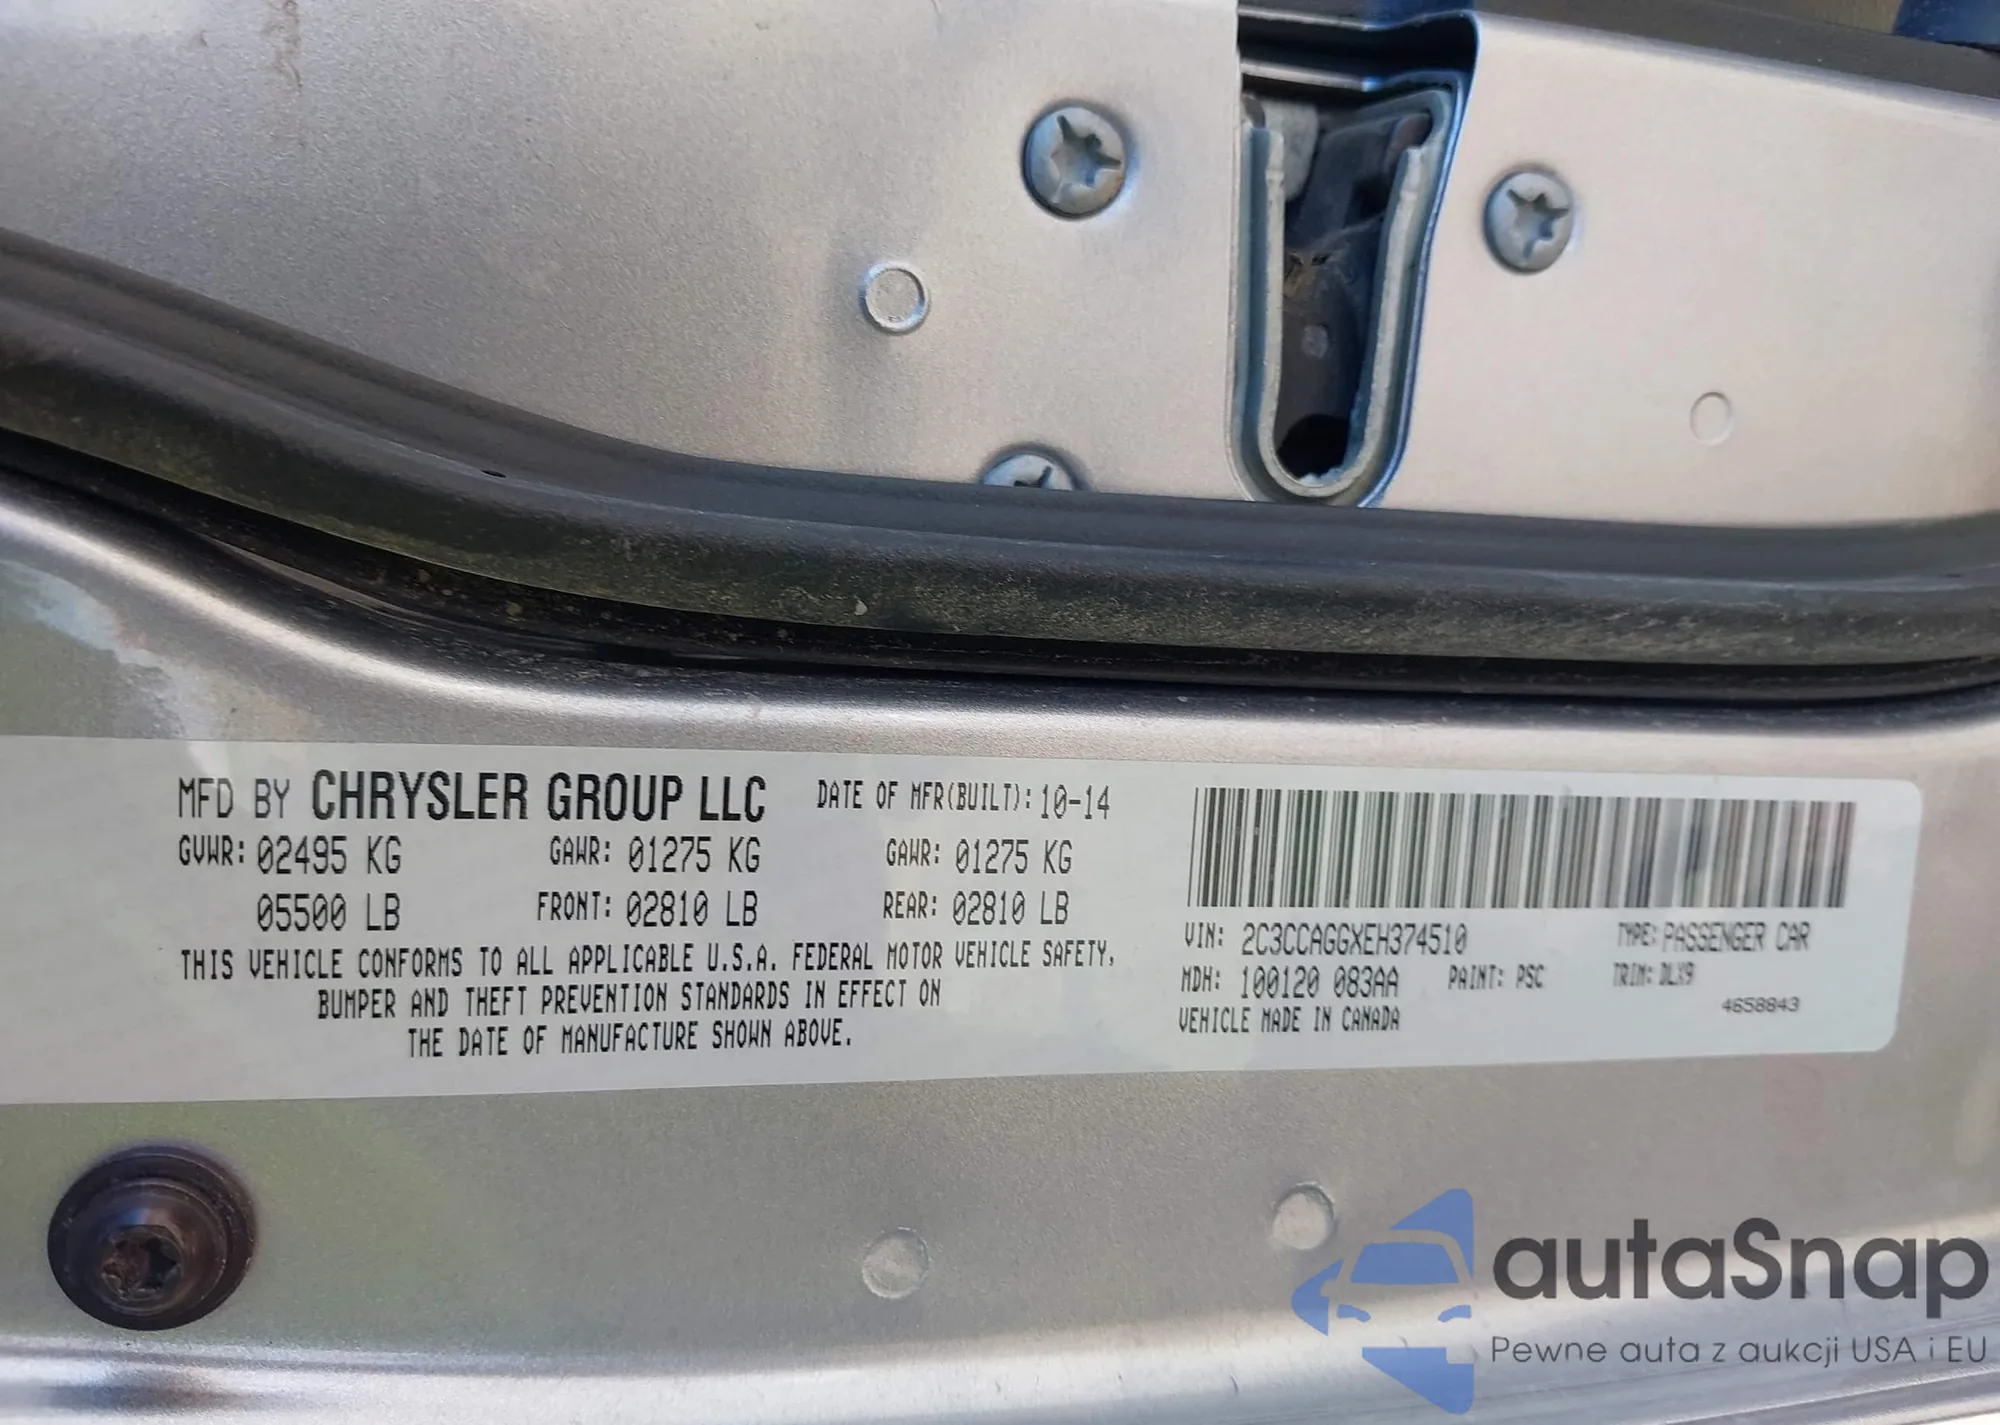 MFD BY CHRYSLER GROUP LLC DATE OF MFR(BUILT): 10-14
GVWR: 02495 KG GAWR: 01275 KG GAWR: 01275 KG
05500 LB FRONT: 02810 LB REAR: 02810 LB
THIS VEHICLE CONFORMS TO ALL APPLICABLE U.S.A. FEDERAL MOTOR VEHICLE SAFETY,
BUMPER AND THEFT PREVENTION STANDARDS IN EFFECT ON
THE DATE OF MANUFACTURE SHOWN ABOVE.
VIN: 2C3CCAGGXEH374510 TYPE: PASSENGER CAR
MDH: 100120 083AA PAINT: PSC TRIM: DLX9
VEHICLE MADE IN CANADA 4658843
autaSnap
Pewne auta z aukcji USA i EU